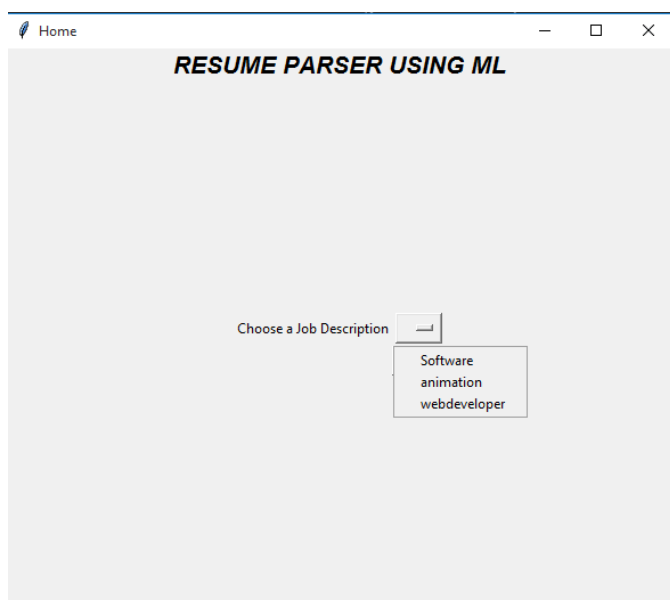 Home
RESUME PARSER USING ML
Choose a Job Description
Software
animation
webdeveloper